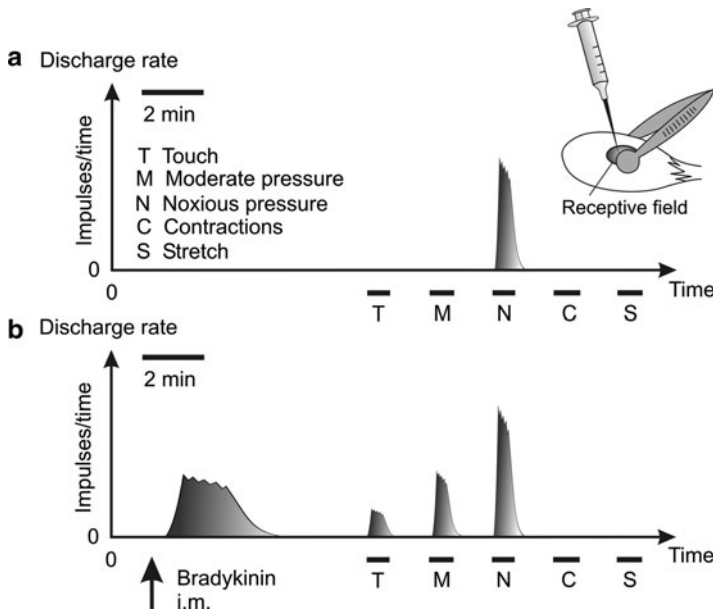 a Discharge rate
2 min
Impulses/time
T Touch
M Moderate pressure
N Noxious pressure
C Contractions
S Stretch
Receptive field
0
0
Time
T M N C S
b Discharge rate
2 min
Impulses/time
0
0
Time
Bradykinin
i.m.
T M N C S